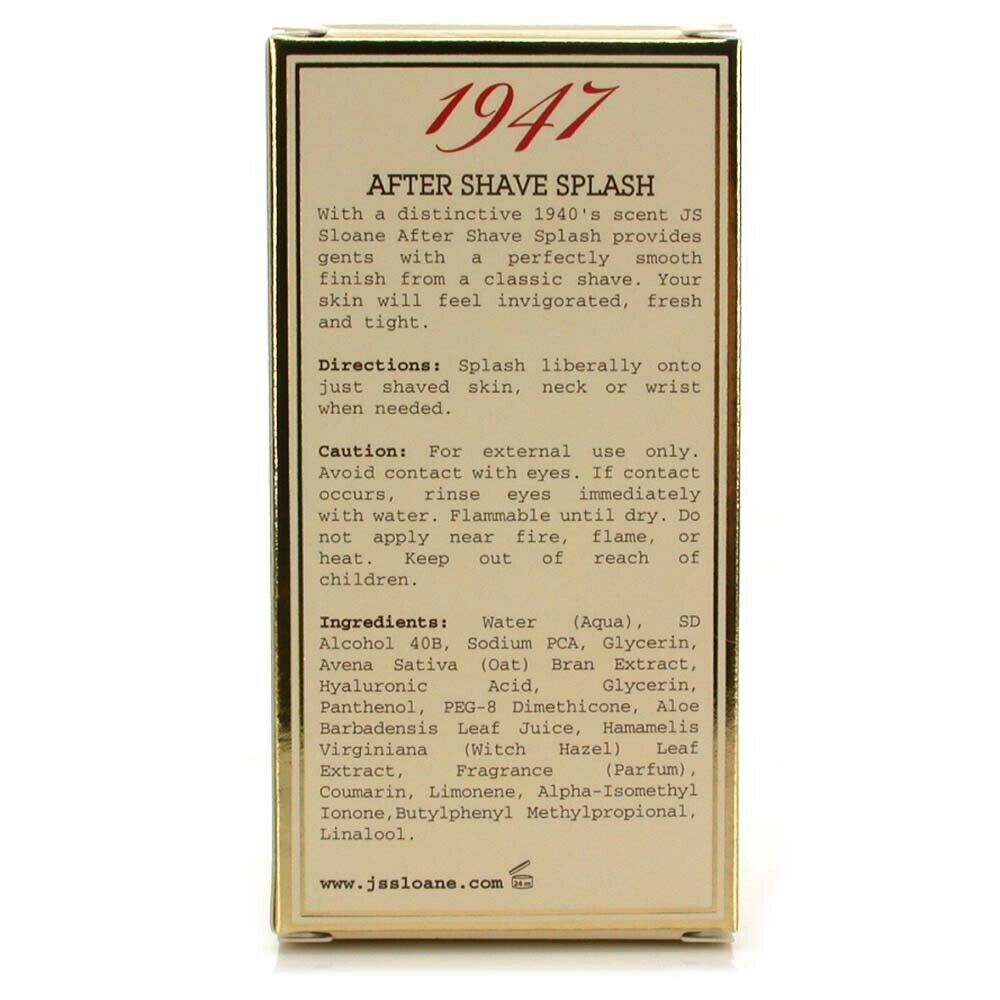 1947
AFTER SHAVE SPLASH
With a distinctive 1940's scent JS
Sloane After Shave Splash provides
gents with a perfectly smooth
finish from a classic shave. Your
skin will feel invigorated, fresh
and tight.
Directions: Splash liberally onto
just shaved skin, neck or wrist
when needed.
Caution: For external use only.
Avoid contact with eyes. If contact
occurs, rinse eyes immediately
with water. Flammable until dry. Do
not apply near fire, flame, or
heat. Keep out of reach of
children.
Ingredients: Water (Aqua), SD
Alcohol 40B, Sodium PCA, Glycerin,
Avena Sativa (Oat) Bran Extract,
Hyaluronic Acid, Glycerin,
Panthenol, PEG-8 Dimethicone, Aloe
Barbadensis Leaf Juice, Hamamelis
Virginiana (Witch Hazel) Leaf
Extract, Fragrance (Parfum),
Coumarin, Limonene, Alpha-Isomethyl
Ionone,Butylphenyl Methylpropional,
Linalool.
www.jssloane.com 24 m